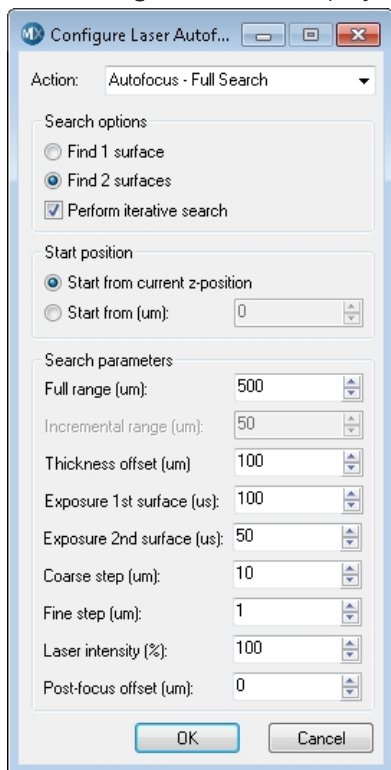 MX Configure Laser Autof...
Action: Autofocus - Full Search
Search options
Find 1 surface
Find 2 surfaces
Perform iterative search
Start position
Start from current z-position
Start from (um): 0
Search parameters
Full range (um): 500
Incremental range (um): 50
Thickness offset (um) 100
Exposure 1st surface (us): 100
Exposure 2nd surface (us): 50
Coarse step (um): 10
Fine step (um): 1
Laser intensity (%): 100
Post-focus offset (um): 0
OK Cancel